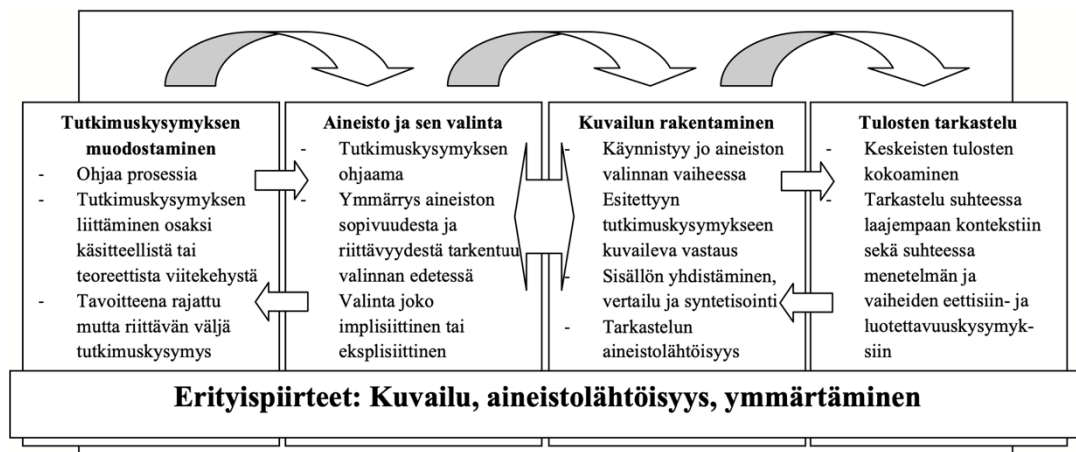 Tutkimuskysymyksen
muodostaminen
- Ohjaa prosessia
- Tutkimuskysymyksen
liittäminen osaksi
käsitteellistä tai
teoreettista viitekehystä
- Tavoitteena rajattu
mutta riittävän väljä
tutkimuskysymys
Aineisto ja sen valinta
- Tutkimuskysymyksen
ohjaama
- Ymmärrys aineiston
sopivuudesta ja
riittävyydestä tarkentuu
valinnan edetessä
- Valinta joko
implisiittinen tai
eksplisiittinen
Kuvailun rakentaminen
- Käynnistyy jo aineiston
valinnan vaiheessa
- Esitettyyn
tutkimuskysymykseen
kuvaileva vastaus
- Sisällön yhdistäminen,
vertailu ja syntetisointi
- Tarkastelun
aineistolähtöisyys
Tulosten tarkastelu
- Keskeisten tulosten
kokoaminen
- Tarkastelu suhteessa
laajempaan kontekstiin
sekä suhteessa
menetelmän ja
vaiheiden eettisiin- ja
luotettavuuskysymyk-
siin
Erityispiirteet: Kuvailu, aineistolähtöisyys, ymmärtäminen